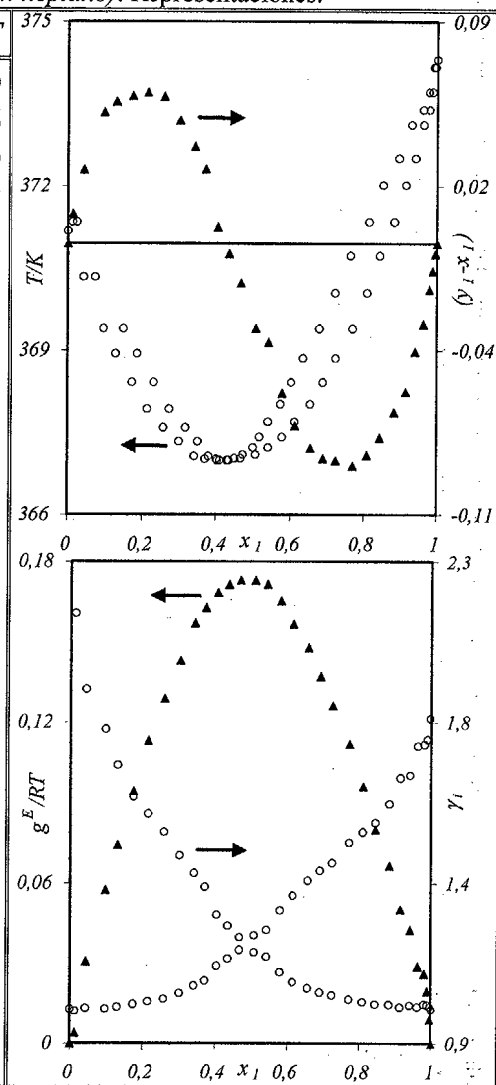 n heptano). Representaciones.
375
0,09
372
0,02
T/K
(y1-x1)
369
-0,04
366
-0,11
0 0,2 0,4 x1 0,6 0,8 1
0,18
2,3
0,12
1,8
gE/RT
γi
0,06
1,4
0
0,9
0 0,2 0,4 x1 0,6 0,8 1